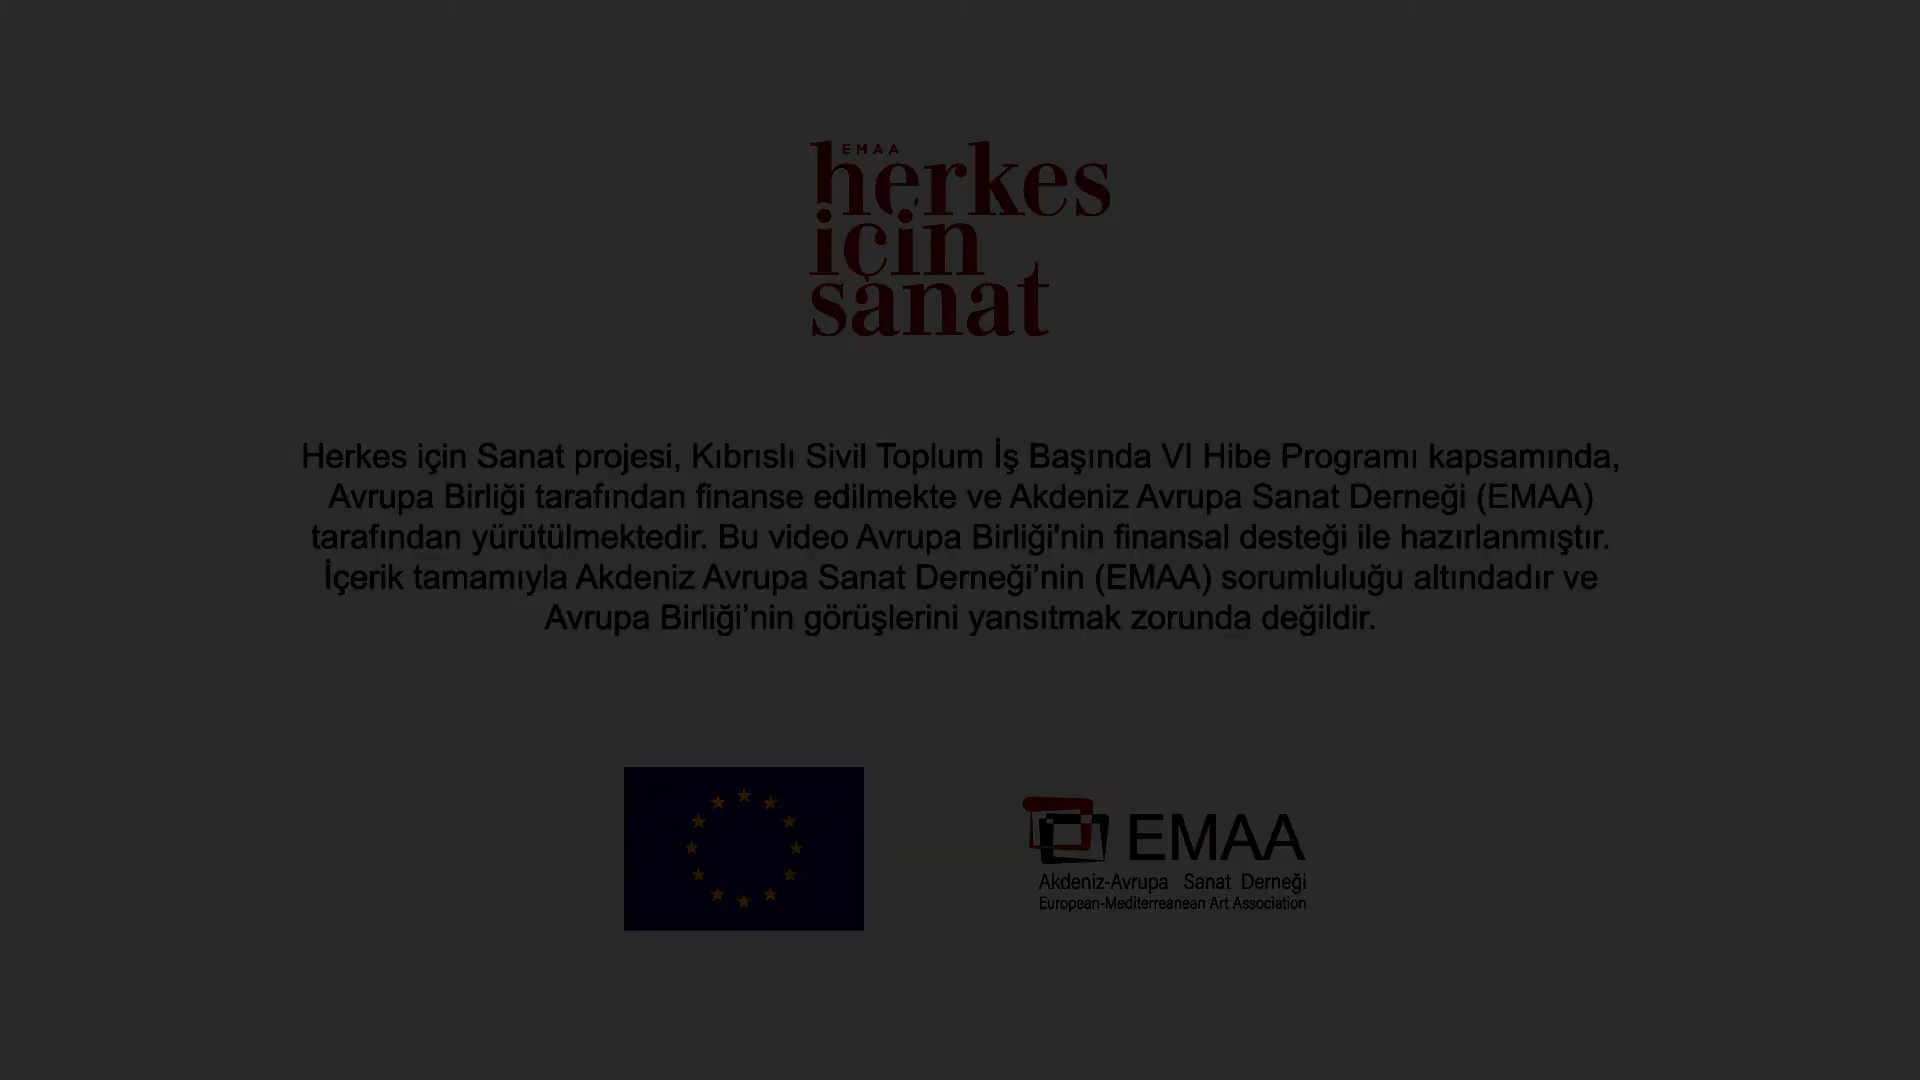 EMAA
herkes
için
sanat
Herkes için Sanat projesi, Kıbrıslı Sivil Toplum İş Başında VI Hibe Programı kapsamında,
Avrupa Birliği tarafından finanse edilmekte ve Akdeniz Avrupa Sanat Derneği (EMAA)
tarafından yürütülmektedir. Bu video Avrupa Birliği'nin finansal desteği ile hazırlanmıştır.
İçerik tamamıyla Akdeniz Avrupa Sanat Derneği’nin (EMAA) sorumluluğu altındadır ve
Avrupa Birliği’nin görüşlerini yansıtmak zorunda değildir.
EMAA
Akdeniz-Avrupa Sanat Derneği
European-Mediterreanean Art Association